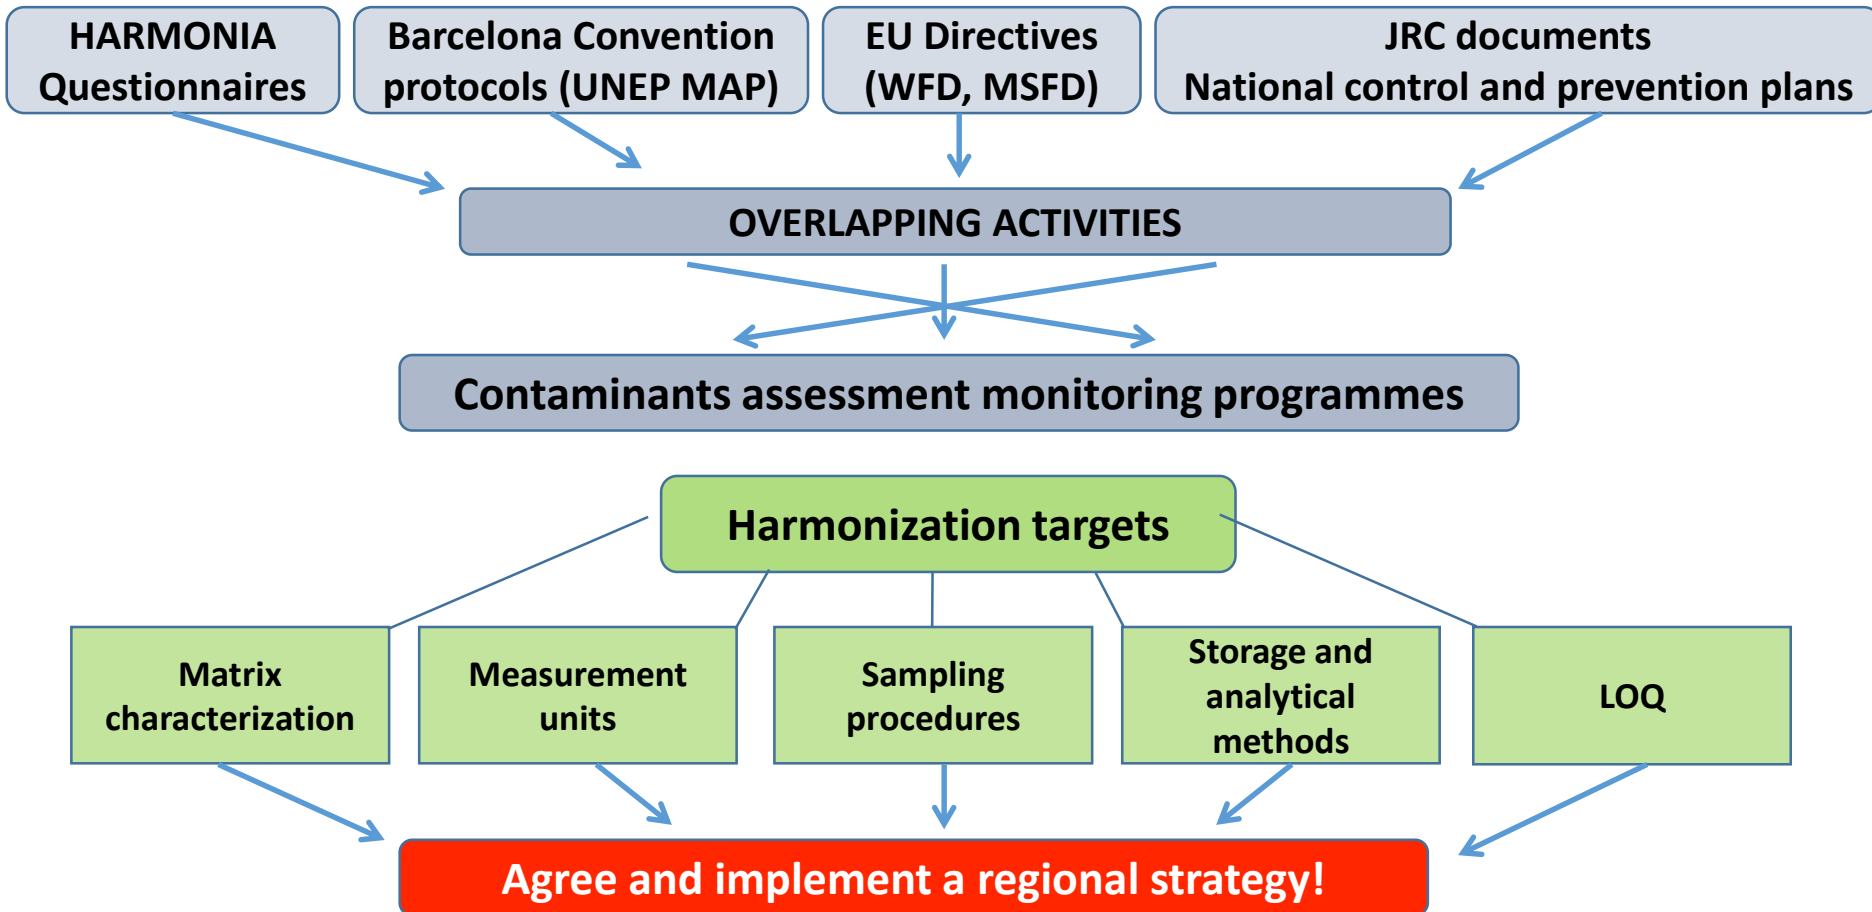 HARMONIA
Questionnaires
Barcelona Convention
protocols (UNEP MAP)
EU Directives
(WFD, MSFD)
JRC documents
National control and prevention plans
OVERLAPPING ACTIVITIES
Contaminants assessment monitoring programmes
Harmonization targets
Matrix
characterization
Measurement
units
Sampling
procedures
Storage and
analytical
methods
LOQ
Agree and implement a regional strategy!